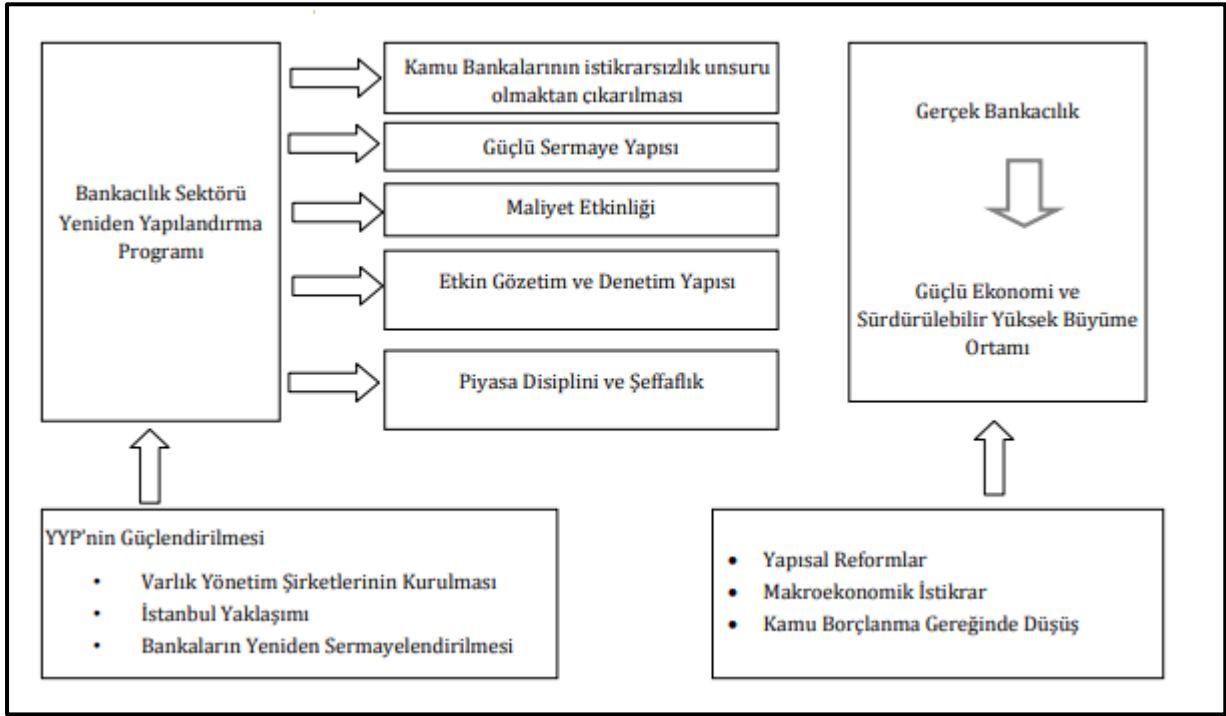 Bankacılık Sektörü
Yeniden Yapılandırma
Programı
Kamu Bankalarının istikrarsızlık unsuru
olmaktan çıkarılması
Güçlü Sermaye Yapısı
Maliyet Etkinliği
Etkin Gözetim ve Denetim Yapısı
Piyasa Disiplini ve Şeffaflık
Gerçek Bankacılık
Güçlü Ekonomi ve
Sürdürülebilir Yüksek Büyüme
Ortamı
YYP'nin Güçlendirilmesi
• Varlık Yönetim Şirketlerinin Kurulması
• İstanbul Yaklaşımı
• Bankaların Yeniden Sermayelendirilmesi
• Yapısal Reformlar
• Makroekonomik İstikrar
• Kamu Borçlanma Gereğinde Düşüş